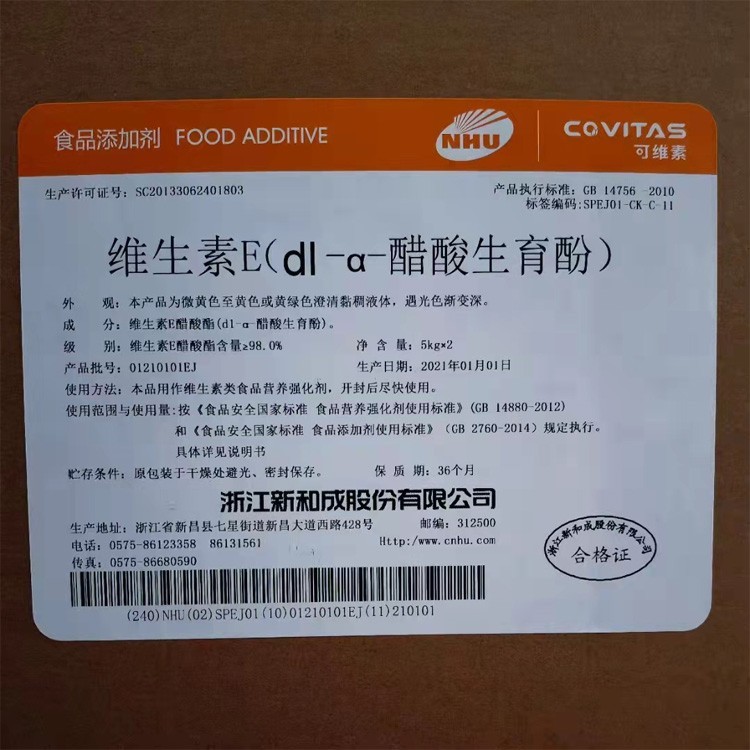 食品添加剂 FOOD ADDITIVE
NHU
COVITAS
可维素
生产许可证号：SC20133062401803
产品执行标准：GB 14756 -2010
标签编码:SPEJ01-CK-C-11
维生素E(dl-α-醋酸生育酚)
外 观：本产品为微黄色至黄色或黄绿色澄清黏稠液体，遇光色渐变深。
成 分：维生素E醋酸酯(dl-α-醋酸生育酚)。
级 别：维生素E醋酸酯含量≥98.0% 净 含 量：5kg×2
产品批号：01210101EJ 生产日期：2021年01月01日
使用方法：本品用作维生素类食品营养强化剂，开封后尽快使用。
使用范围与使用量:按《食品安全国家标准 食品营养强化剂使用标准》(GB 14880-2012)
和《食品安全国家标准 食品添加剂使用标准》（GB 2760-2014）规定执行。
具体详见说明书
贮存条件：原包装于干燥处避光、密封保存。 保 质 期：36个月
浙江新和成股份有限公司
生产地址：浙江省新昌县七星街道新昌大道西路428号 邮编：312500
电话：0575-86123358 86131561 Http:/www.cnhu.com
传真：0575-86680590
浙江新和成股份有限公司
合格证
(240)NHU(02)SPEJ01(10)01210101EJ(11)210101